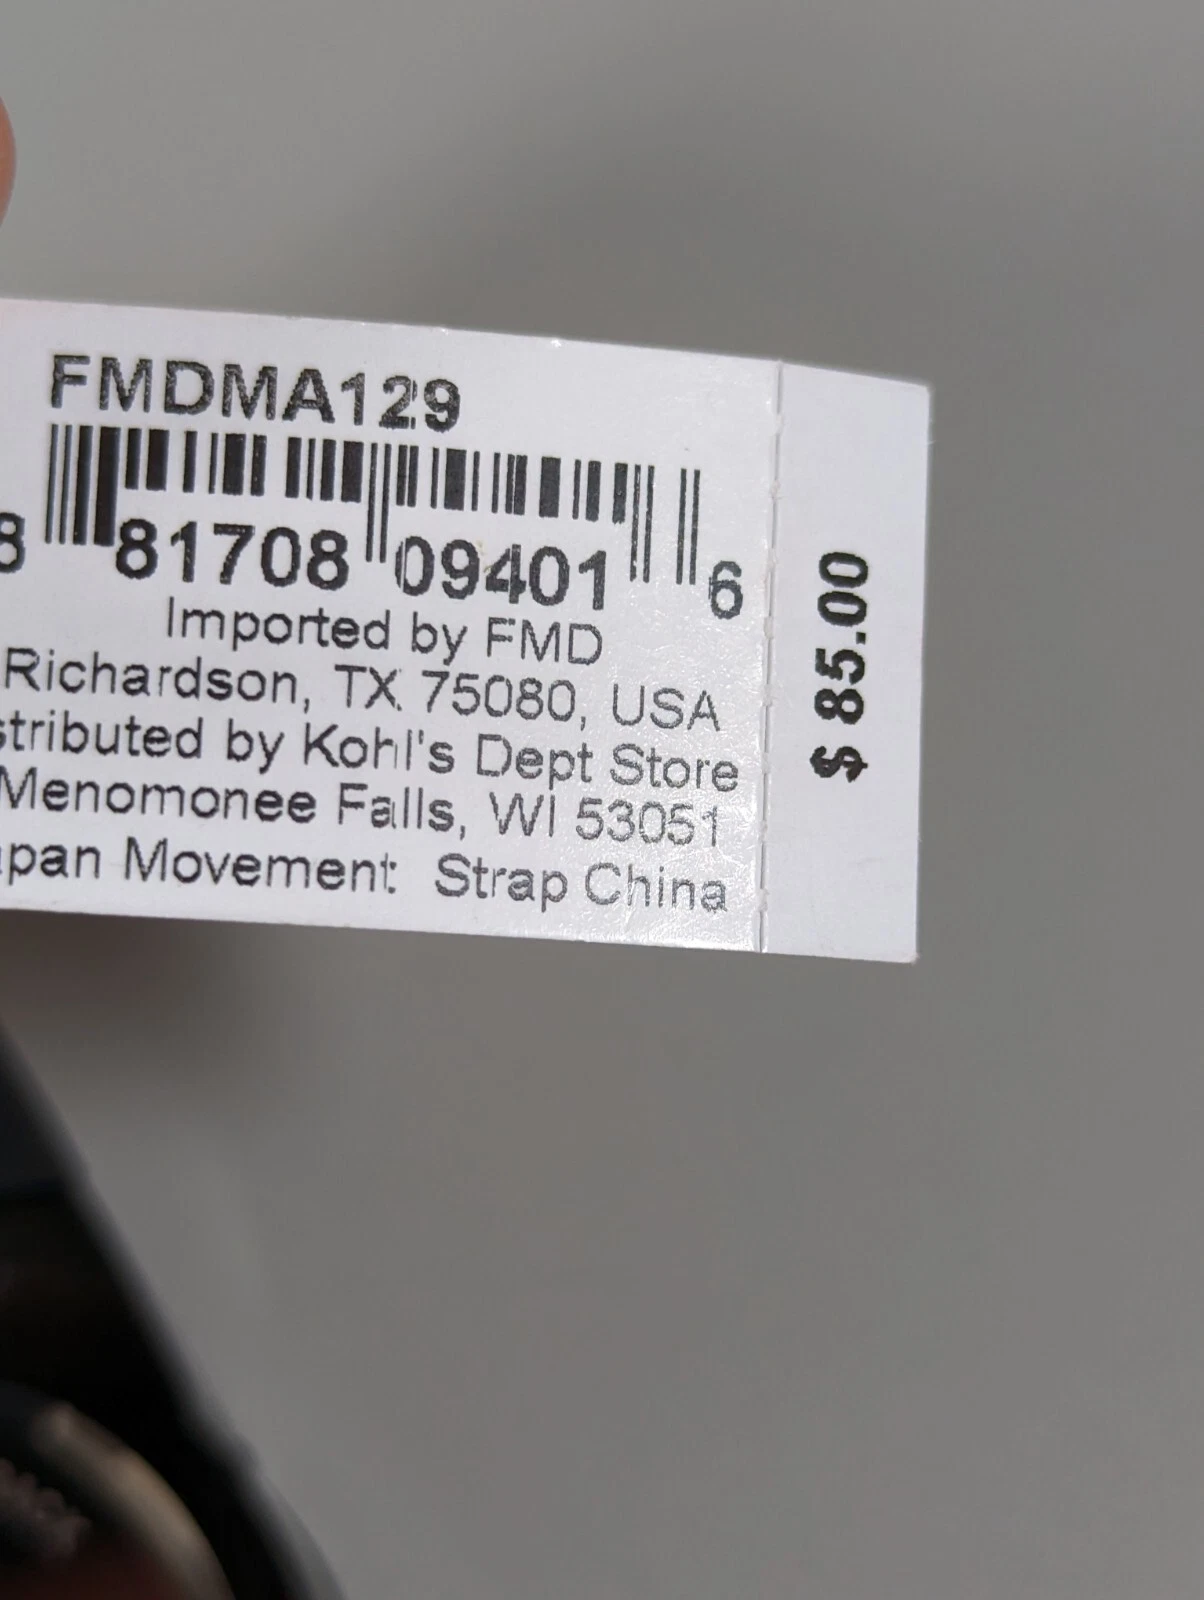 FMDMA129
8 81708 09401 6
Imported by FMD
Richardson, TX 75080, USA
stributed by Kohl's Dept Store
Menomonee Falls, WI 53051
apan Movement Strap China
$ 85.00